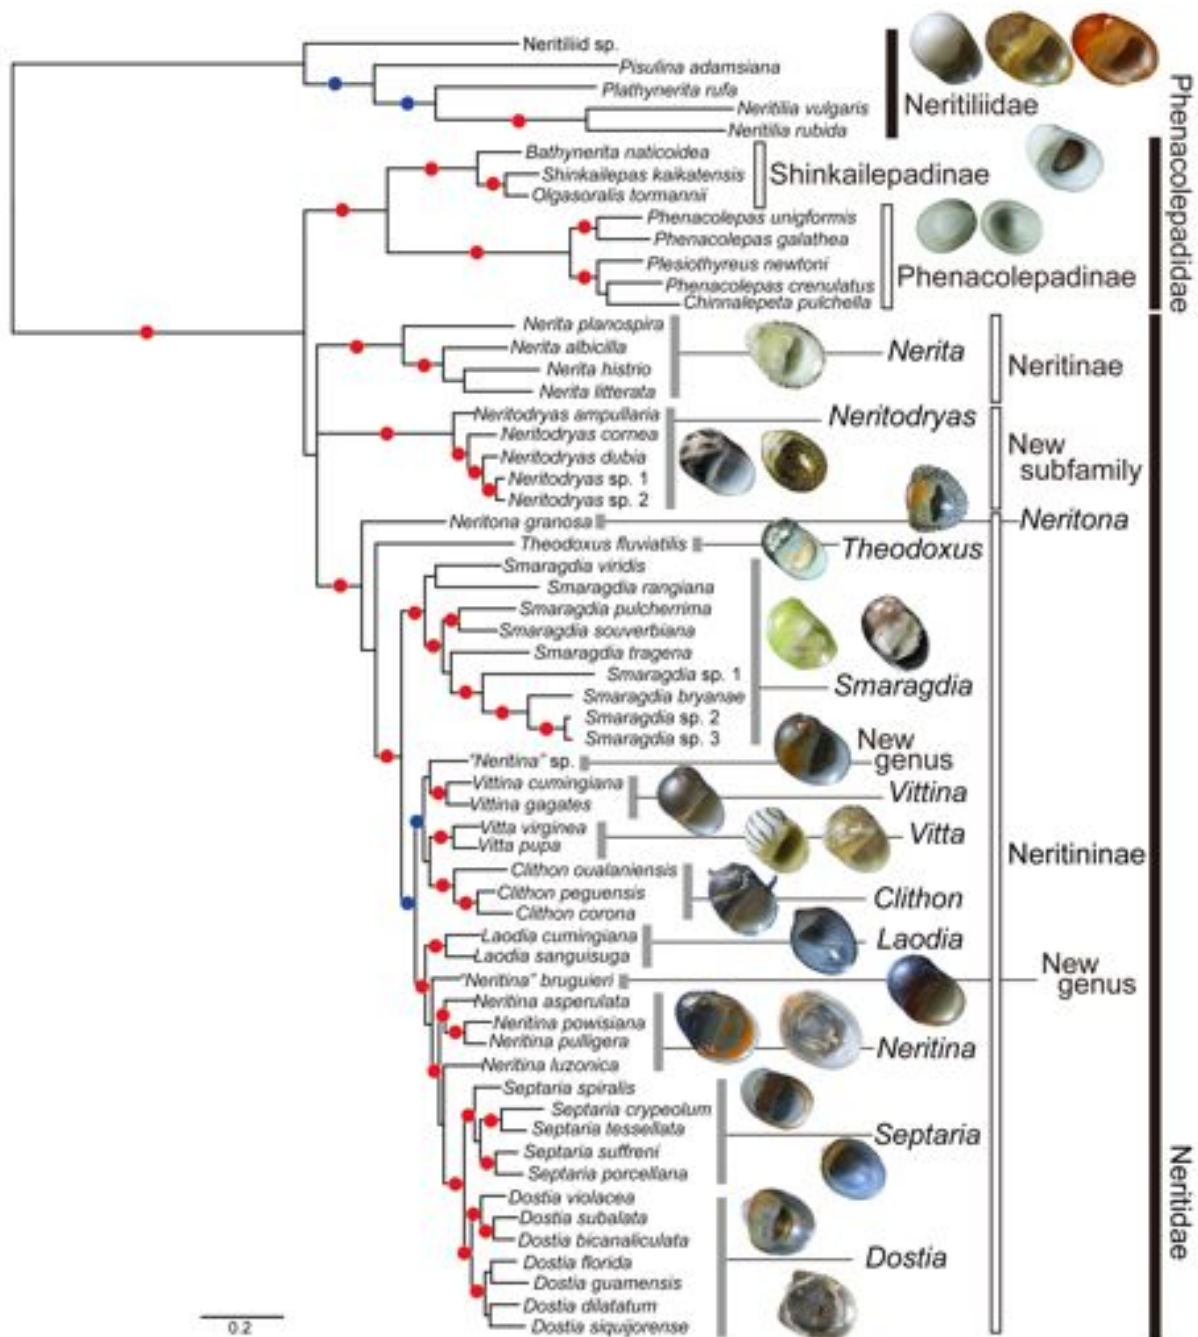 Neritiliid sp.
Pisulina adamsiana
Plathynerita rufa
Neritilia vulgaris
Neritilia rubida
Neritiliidae
Bathynerita naticoidea
Shinkailepas kaikatensis
Olgasoralis tormannii
Shinkailepadinae
Phenacolepas unigformis
Phenacolepas galathea
Plesiothyreus newtoni
Phenacolepas crenulatus
Chinnalepeta pulchella
Phenacolepadinae
Phenacolepadidae
Nerita planospira
Nerita albicilla
Nerita histrio
Nerita litterata
Nerita
Neritinae
Neritodryas ampullaria
Neritodryas cornea
Neritodryas dubia
Neritodryas sp. 1
Neritodryas sp. 2
Neritodryas
New
subfamily
Neritona granosa
Neritona
Theodoxus fluviatilis
Theodoxus
Smaragdia viridis
Smaragdia rangiana
Smaragdia pulcherrima
Smaragdia souverbiana
Smaragdia tragena
Smaragdia sp. 1
Smaragdia bryanae
Smaragdia sp. 2
Smaragdia sp. 3
Smaragdia
"Neritina" sp.
New
genus
Vittina cumingiana
Vittina gagates
Vittina
Vitta virginea
Vitta pupa
Vitta
Clithon oualaniensis
Clithon peguensis
Clithon corona
Clithon
Neritininae
Laodia cumingiana
Laodia sanguisuga
Laodia
"Neritina" bruguieri
New
genus
Neritina asperulata
Neritina powisiana
Neritina pulligera
Neritina
Neritina luzonica
Septaria spiralis
Septaria crypeolum
Septaria tessellata
Septaria suffreni
Septaria porcellana
Septaria
Dostia violacea
Dostia subalata
Dostia bicanaliculata
Dostia florida
Dostia guamensis
Dostia dilatatum
Dostia siquijorense
Dostia
Neritidae
0.2